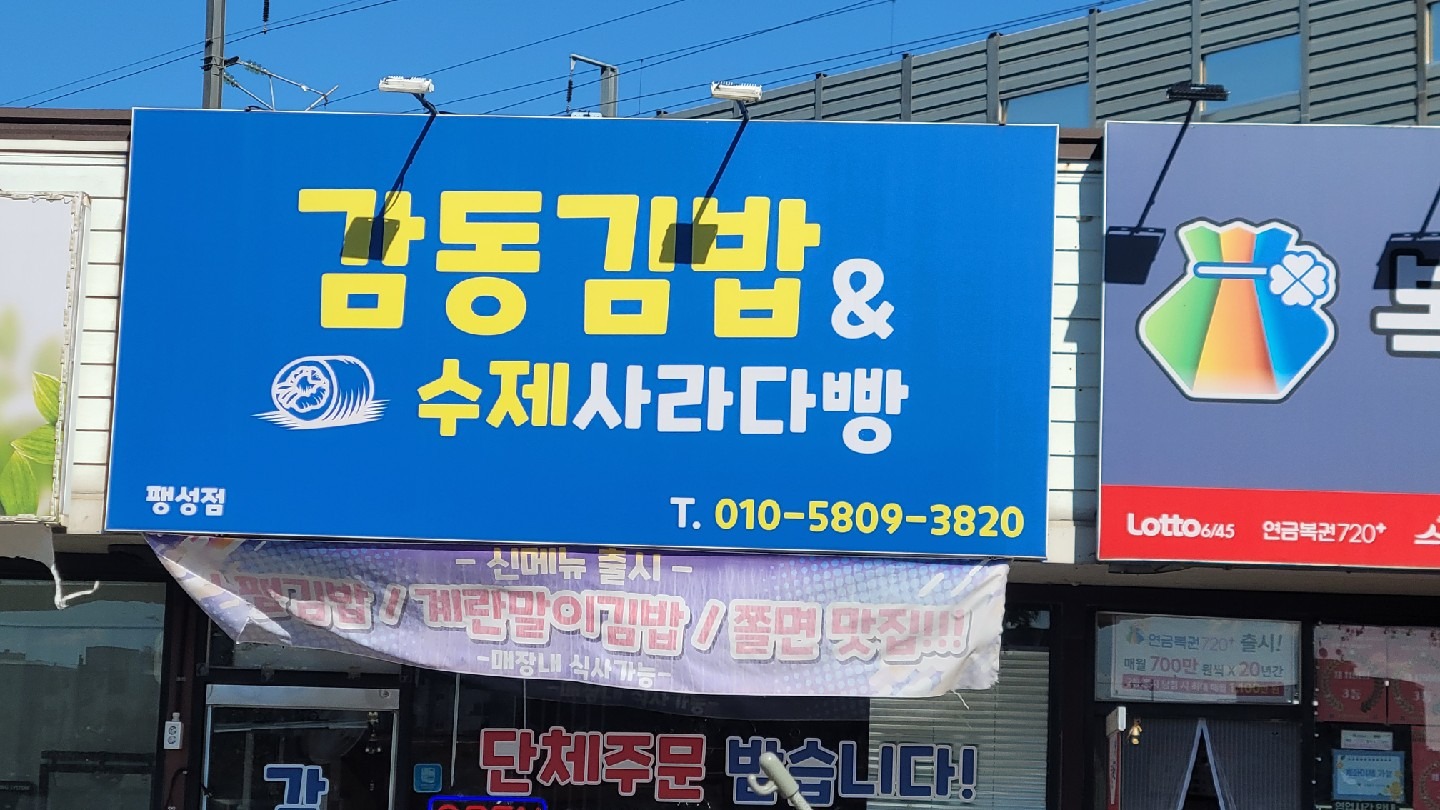 감동김밥 &
수제사라다빵
팽성점
T. 010-5809-3820
- 신메뉴 출시 -
김밥 / 계란말이김밥 / 쫄면 맛집!!!
-매장내 식사가능-
단체주문 받습니다!
감
Lotto 6/45 연금복권720+
연금복권720+ 출시!
매월 700만 원씩 X 20년간